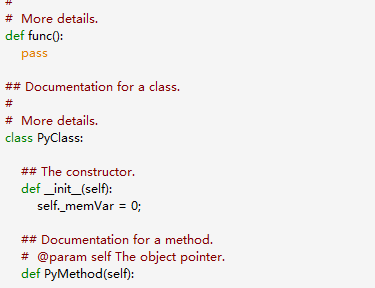 #
#  More details.
def func():
    pass
## Documentation for a class.
#
#  More details.
class PyClass:
    ## The constructor.
    def __init__(self):
        self._memVar = 0;
    ## Documentation for a method.
    #  @param self The object pointer.
    def PyMethod(self):